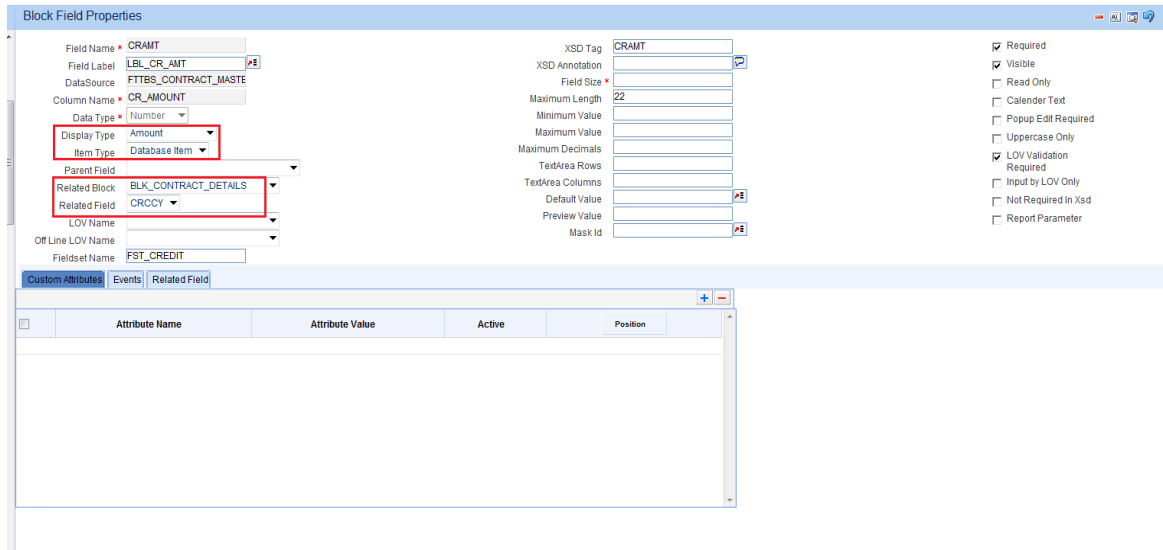 Block Field Properties
Field Name * CRAMT
Field Label LBL_CR_AMT
DataSource FTTBS_CONTRACT_MASTE
Column Name * CR_AMOUNT
Data Type * Number
Display Type Amount
Item Type Database Item
Parent Field
Related Block BLK_CONTRACT_DETAILS
Related Field CRCCY
LOV Name
Off Line LOV Name
Fieldset Name FST_CREDIT
XSD Tag CRAMT
XSD Annotation
Field Size *
Maximum Length 22
Minimum Value
Maximum Value
Maximum Decimals
TextArea Rows
TextArea Columns
Default Value
Preview Value
Mask Id
Required
Visible
Read Only
Calender Text
Popup Edit Required
Uppercase Only
LOV Validation
Required
Input by LOV Only
Not Required In Xsd
Report Parameter
Custom Attributes Events Related Field
Attribute Name Attribute Value Active Position